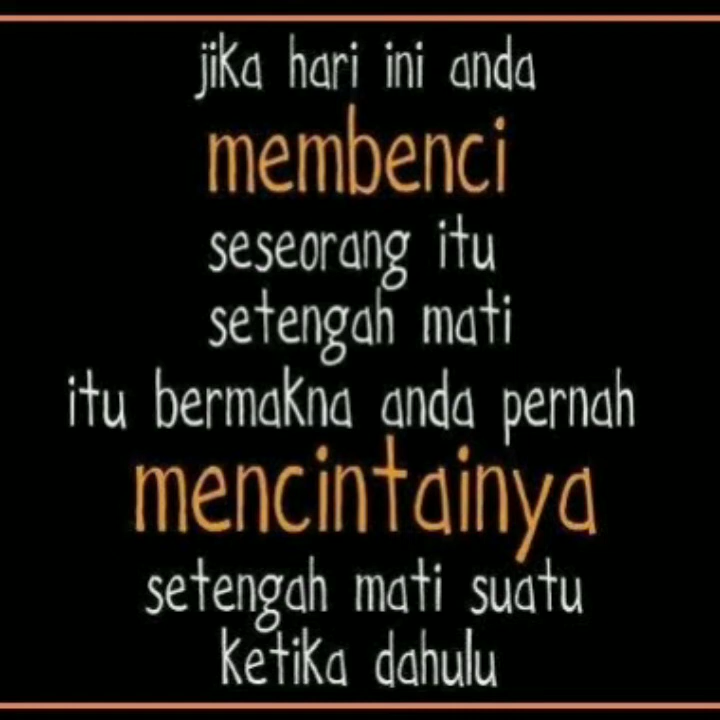 jika hari ini anda
membenci
seseorang itu
setengah mati
itu bermakna anda pernah
mencintainya
setengah mati suatu
ketika dahulu